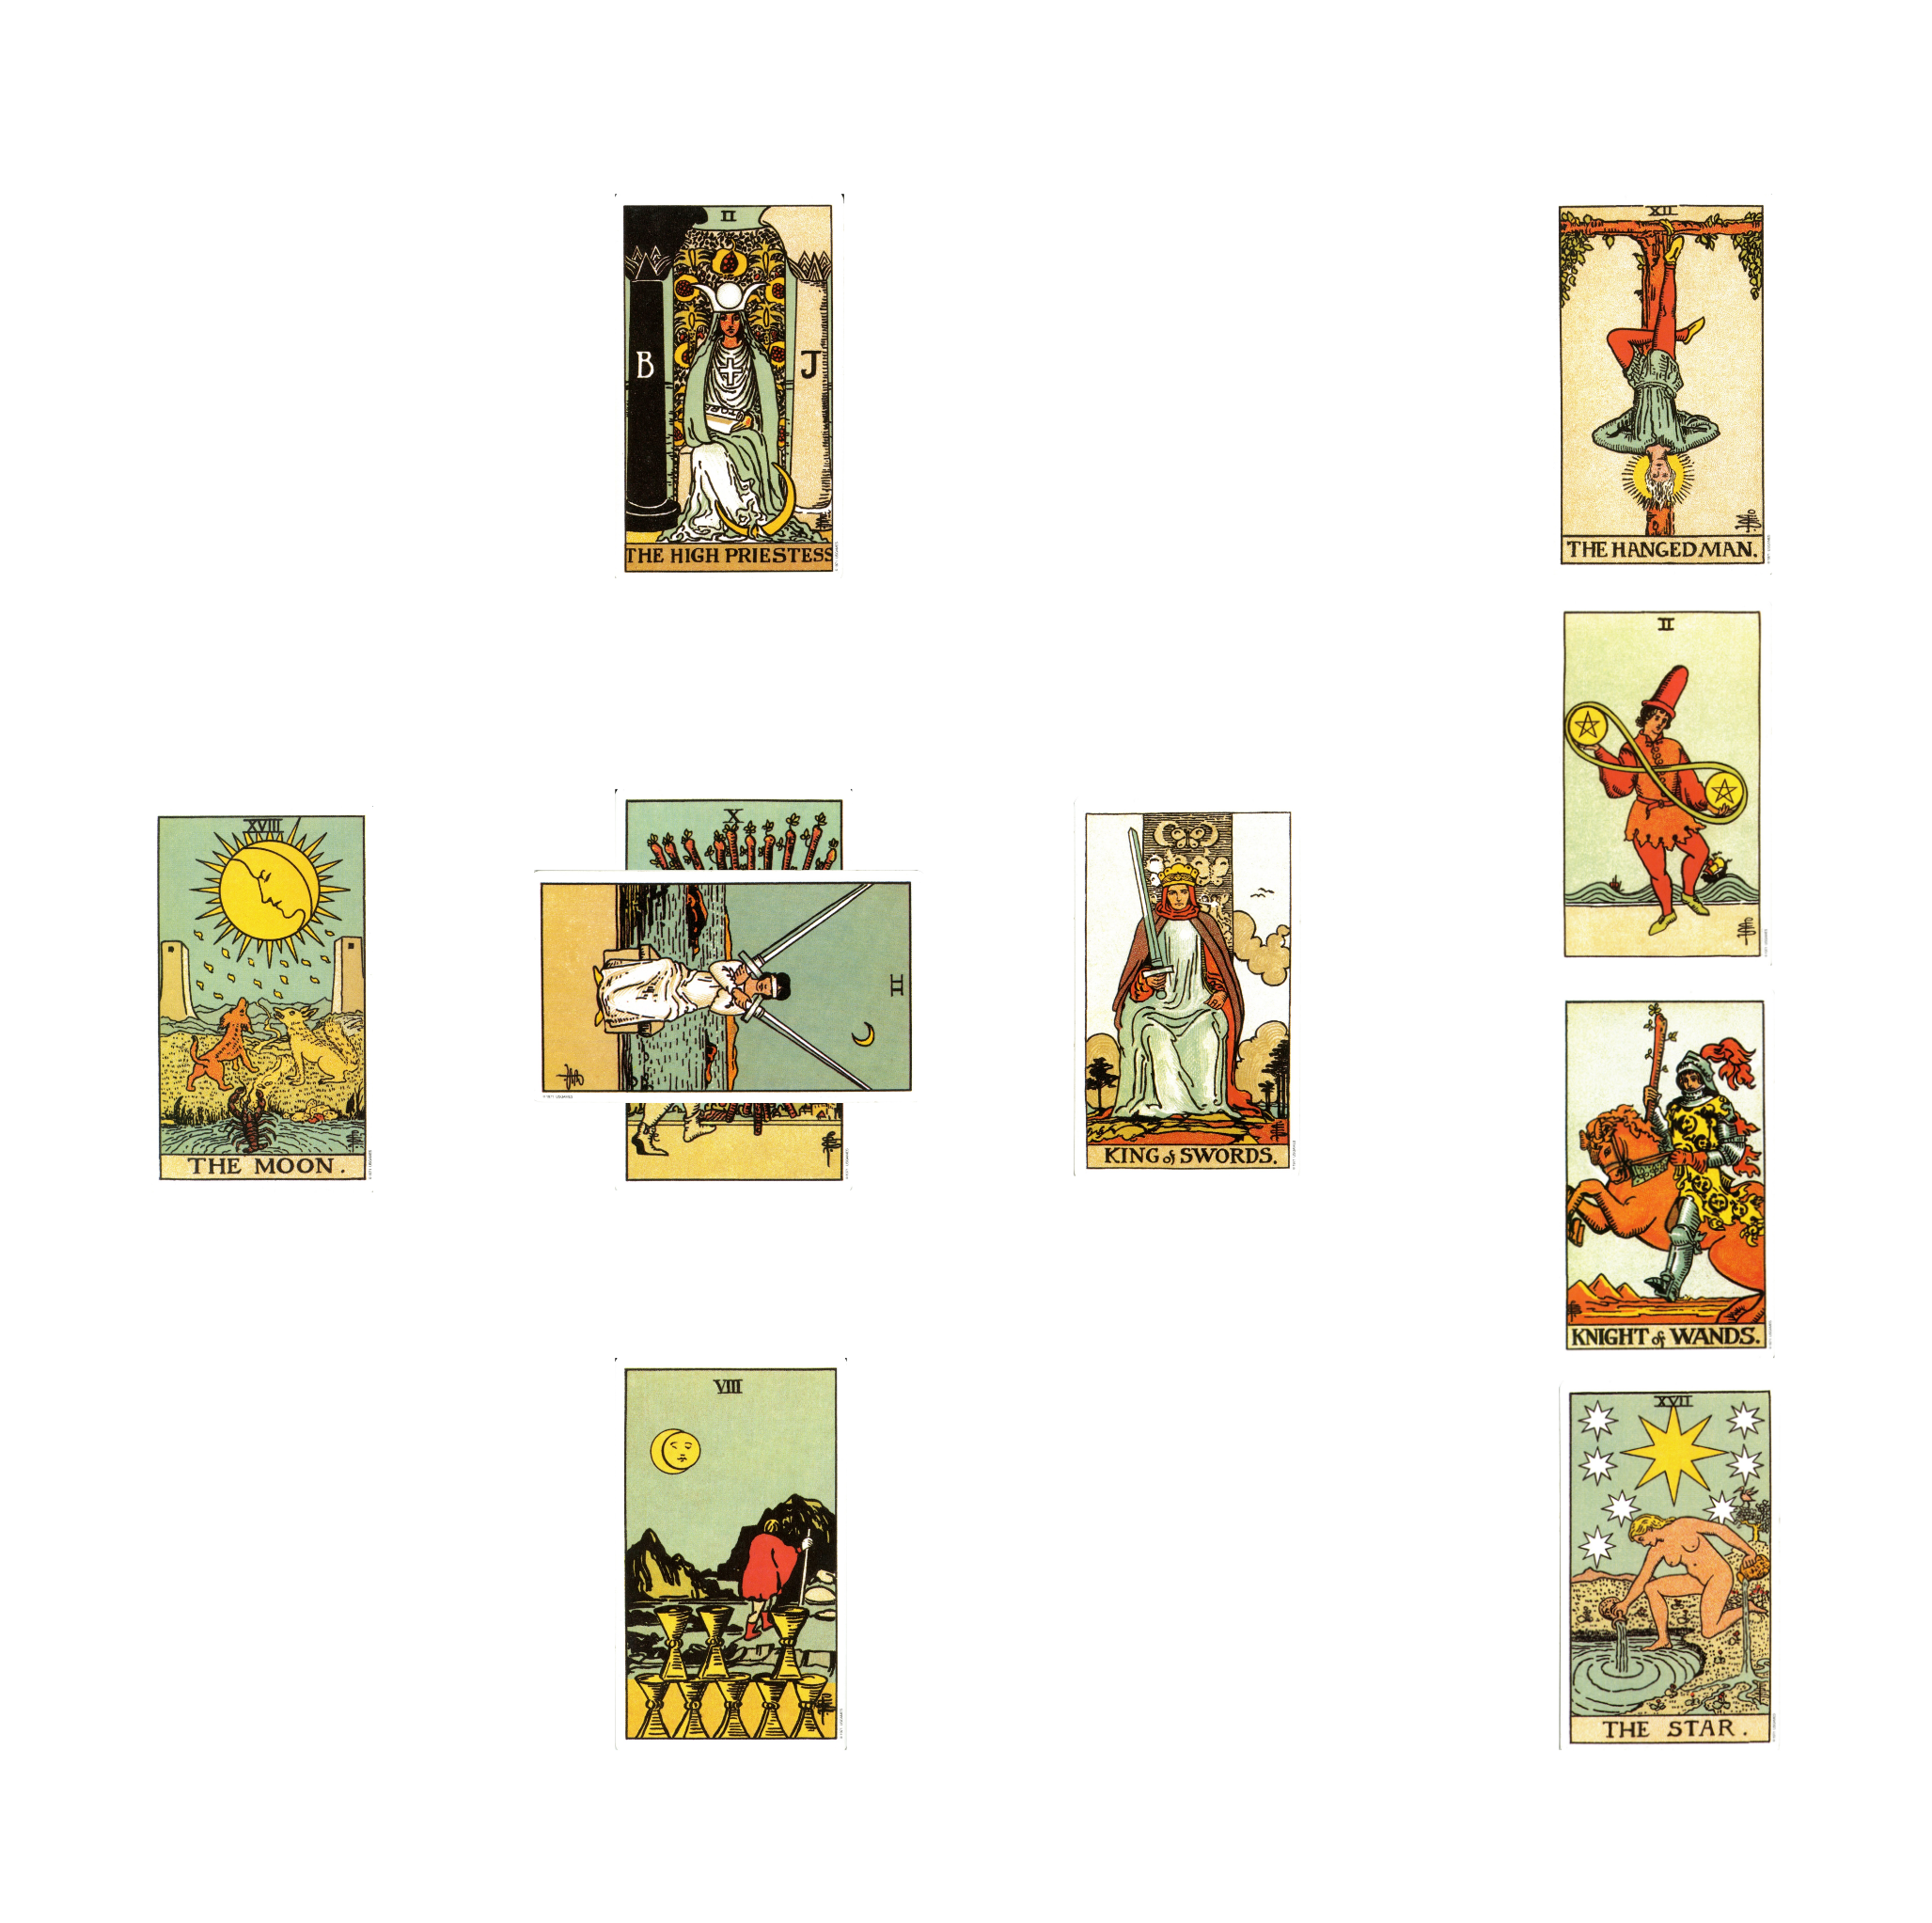 II
B
J
TORA
THE HIGH PRIESTESS
XII
THE HANGED MAN.
II
XVIII
THE MOON.
X
II
KING of SWORDS.
KNIGHT of WANDS.
VIII
XVII
THE STAR.